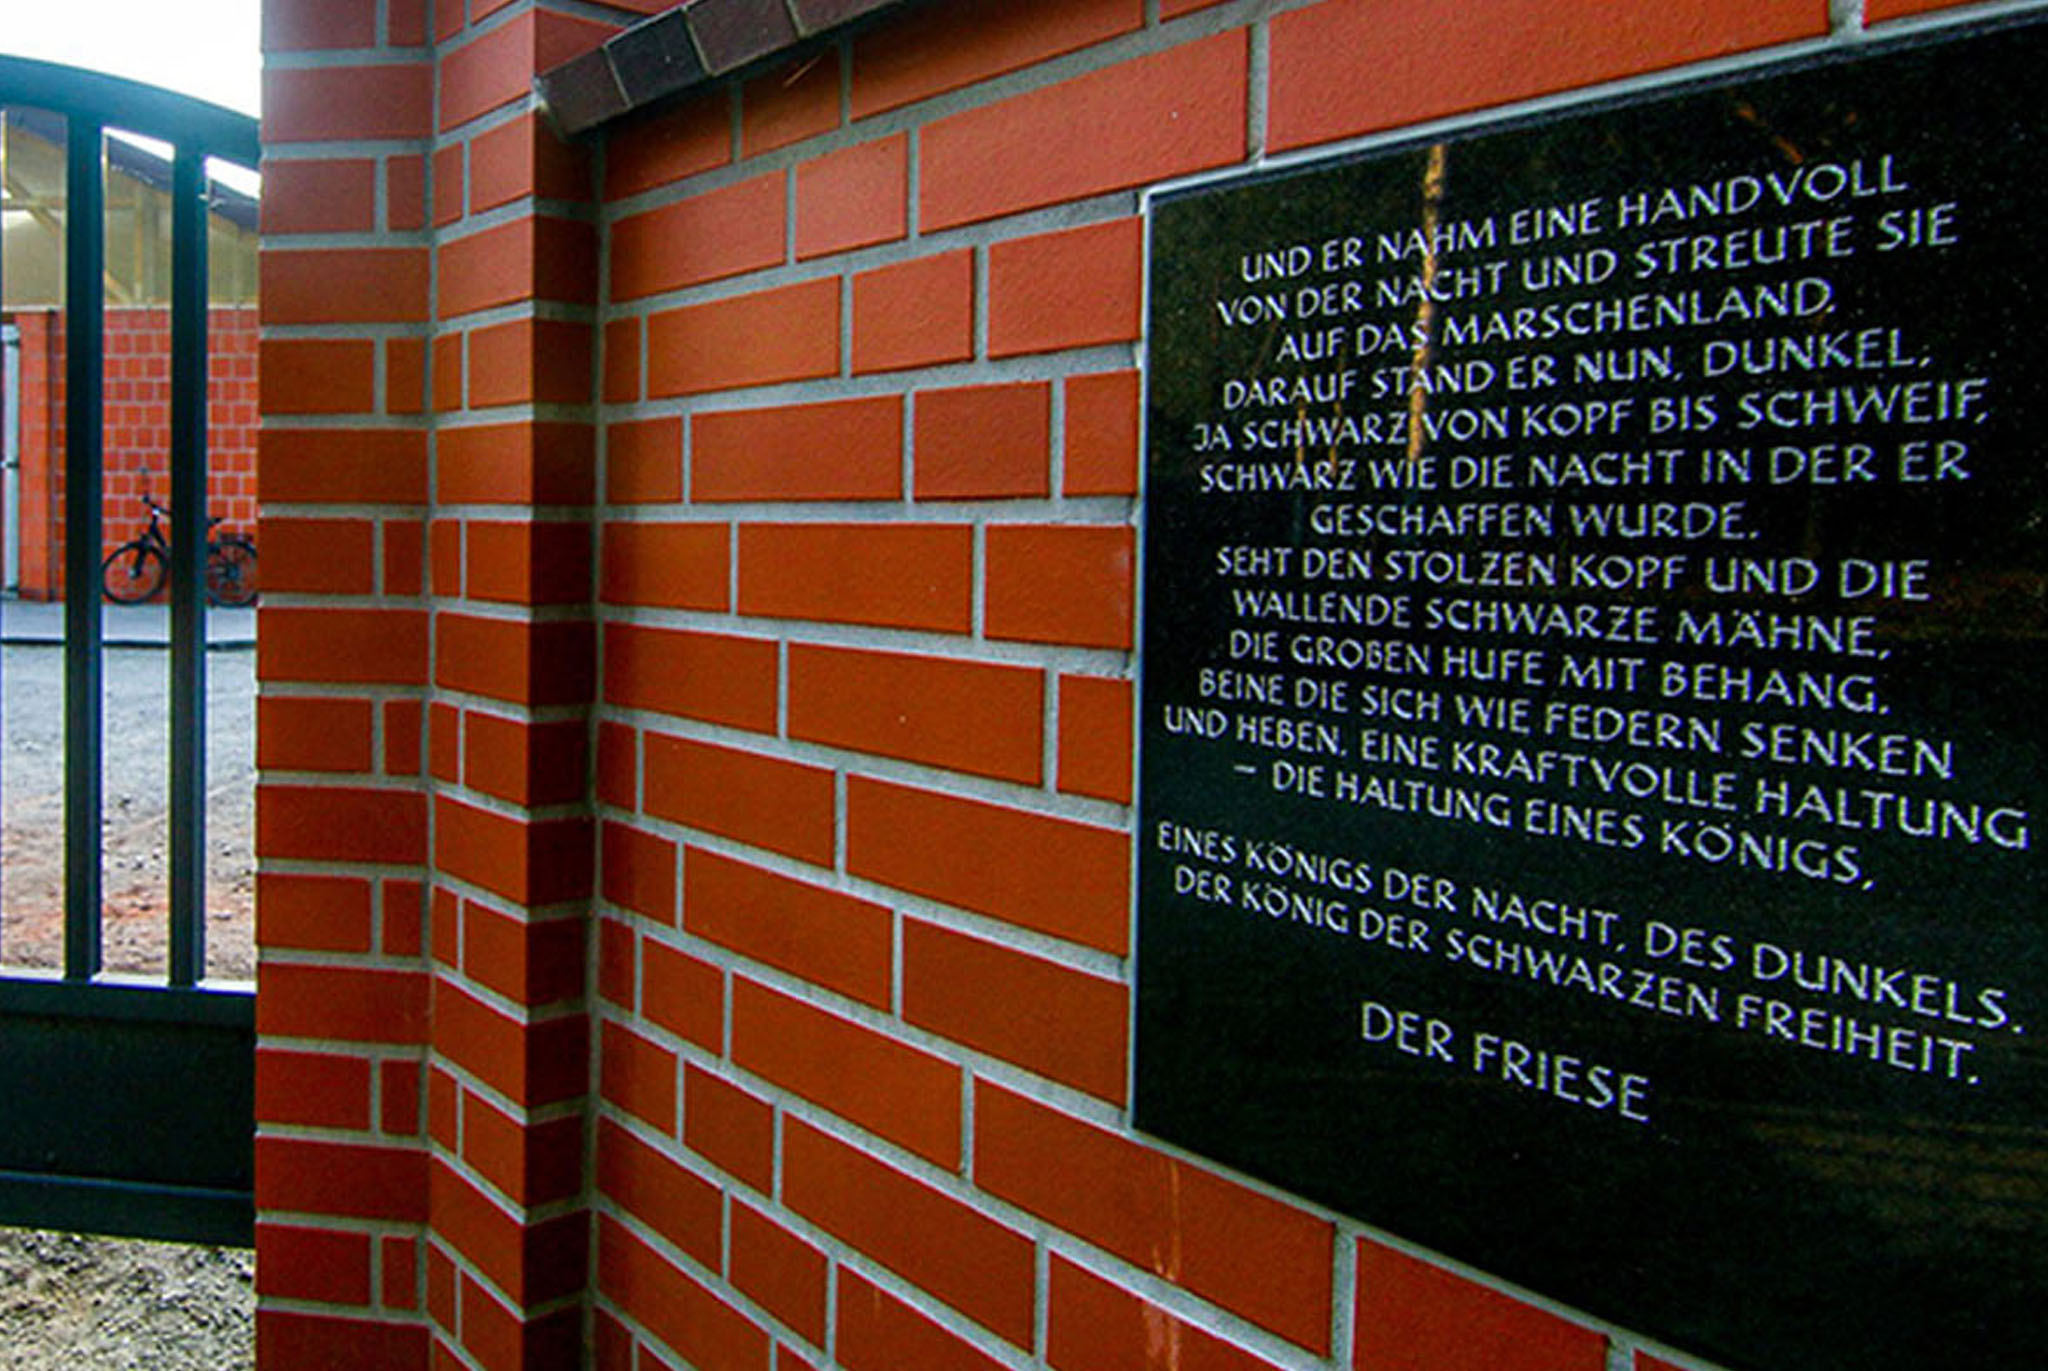 UND ER NAHM EINE HANDVOLL
VON DER NACHT UND STREUTE SIE
AUF DAS MARSCHENLAND.
DARAUF STAND ER NUN, DUNKEL,
JA SCHWARZ VON KOPF BIS SCHWEIF,
SCHWARZ WIE DIE NACHT IN DER ER
GESCHAFFEN WURDE.
SEHT DEN STOLZEN KOPF UND DIE
WALLENDE SCHWARZE MÄHNE,
DIE GROßEN HUFE MIT BEHANG,
BEINE DIE SICH WIE FEDERN SENKEN
UND HEBEN, EINE KRAFTVOLLE HALTUNG
– DIE HALTUNG EINES KÖNIGS,
EINES KÖNIGS DER NACHT, DES DUNKELS.
DER KÖNIG DER SCHWARZEN FREIHEIT.
DER FRIESE